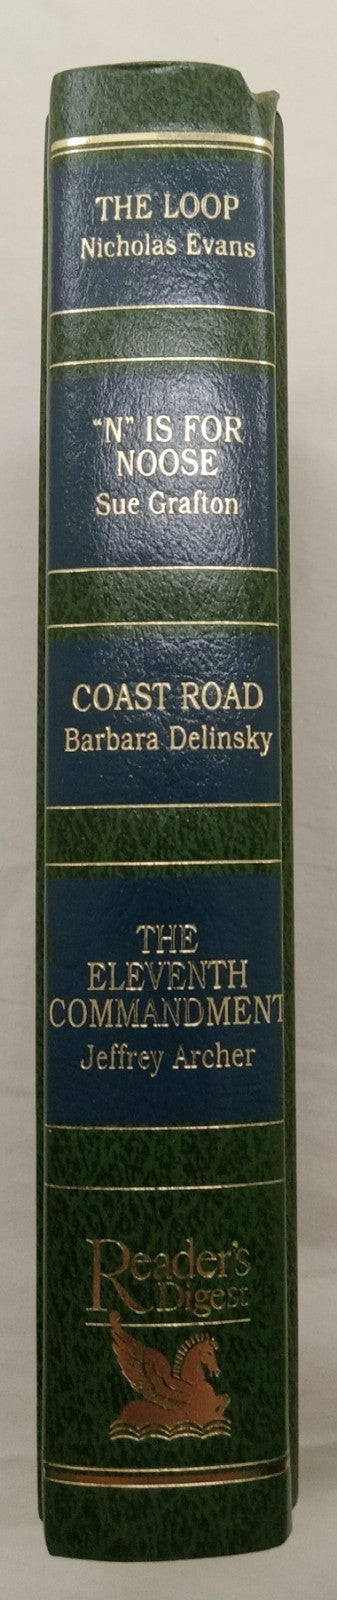 THE LOOP
Nicholas Evans
"N" IS FOR
NOOSE
Sue Grafton
COAST ROAD
Barbara Delinsky
THE
ELEVENTH
COMMANDMENT
Jeffrey Archer
Reader's
Digest